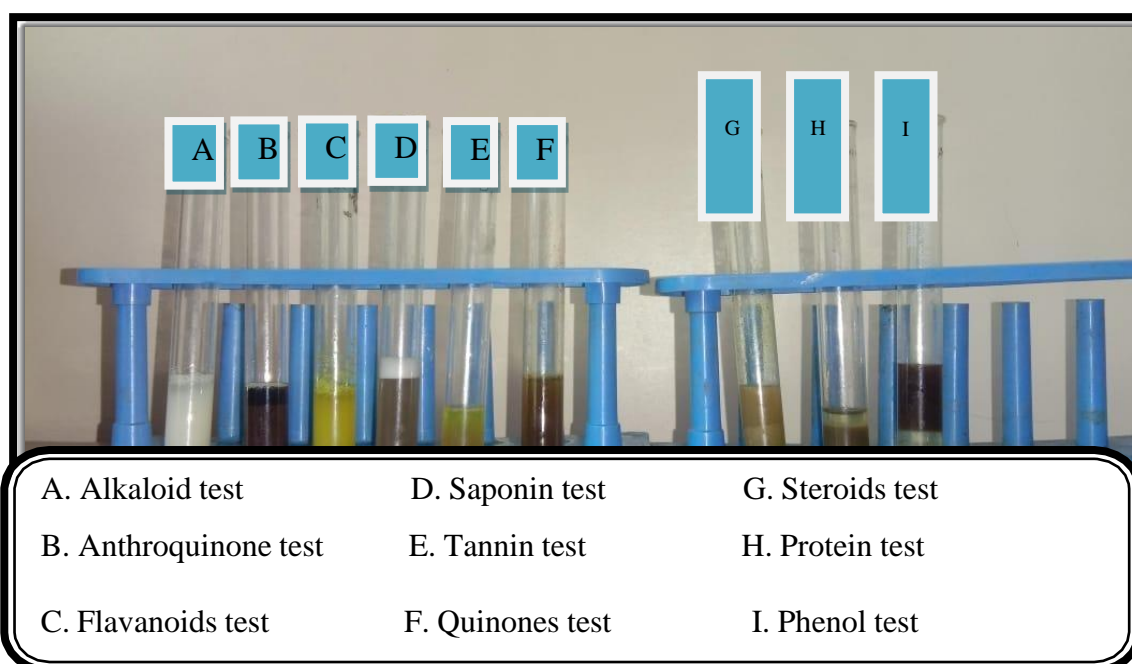 A B C D E F G H I
A. Alkaloid test D. Saponin test G. Steroids test
B. Anthroquinone test E. Tannin test H. Protein test
C. Flavanoids test F. Quinones test I. Phenol test